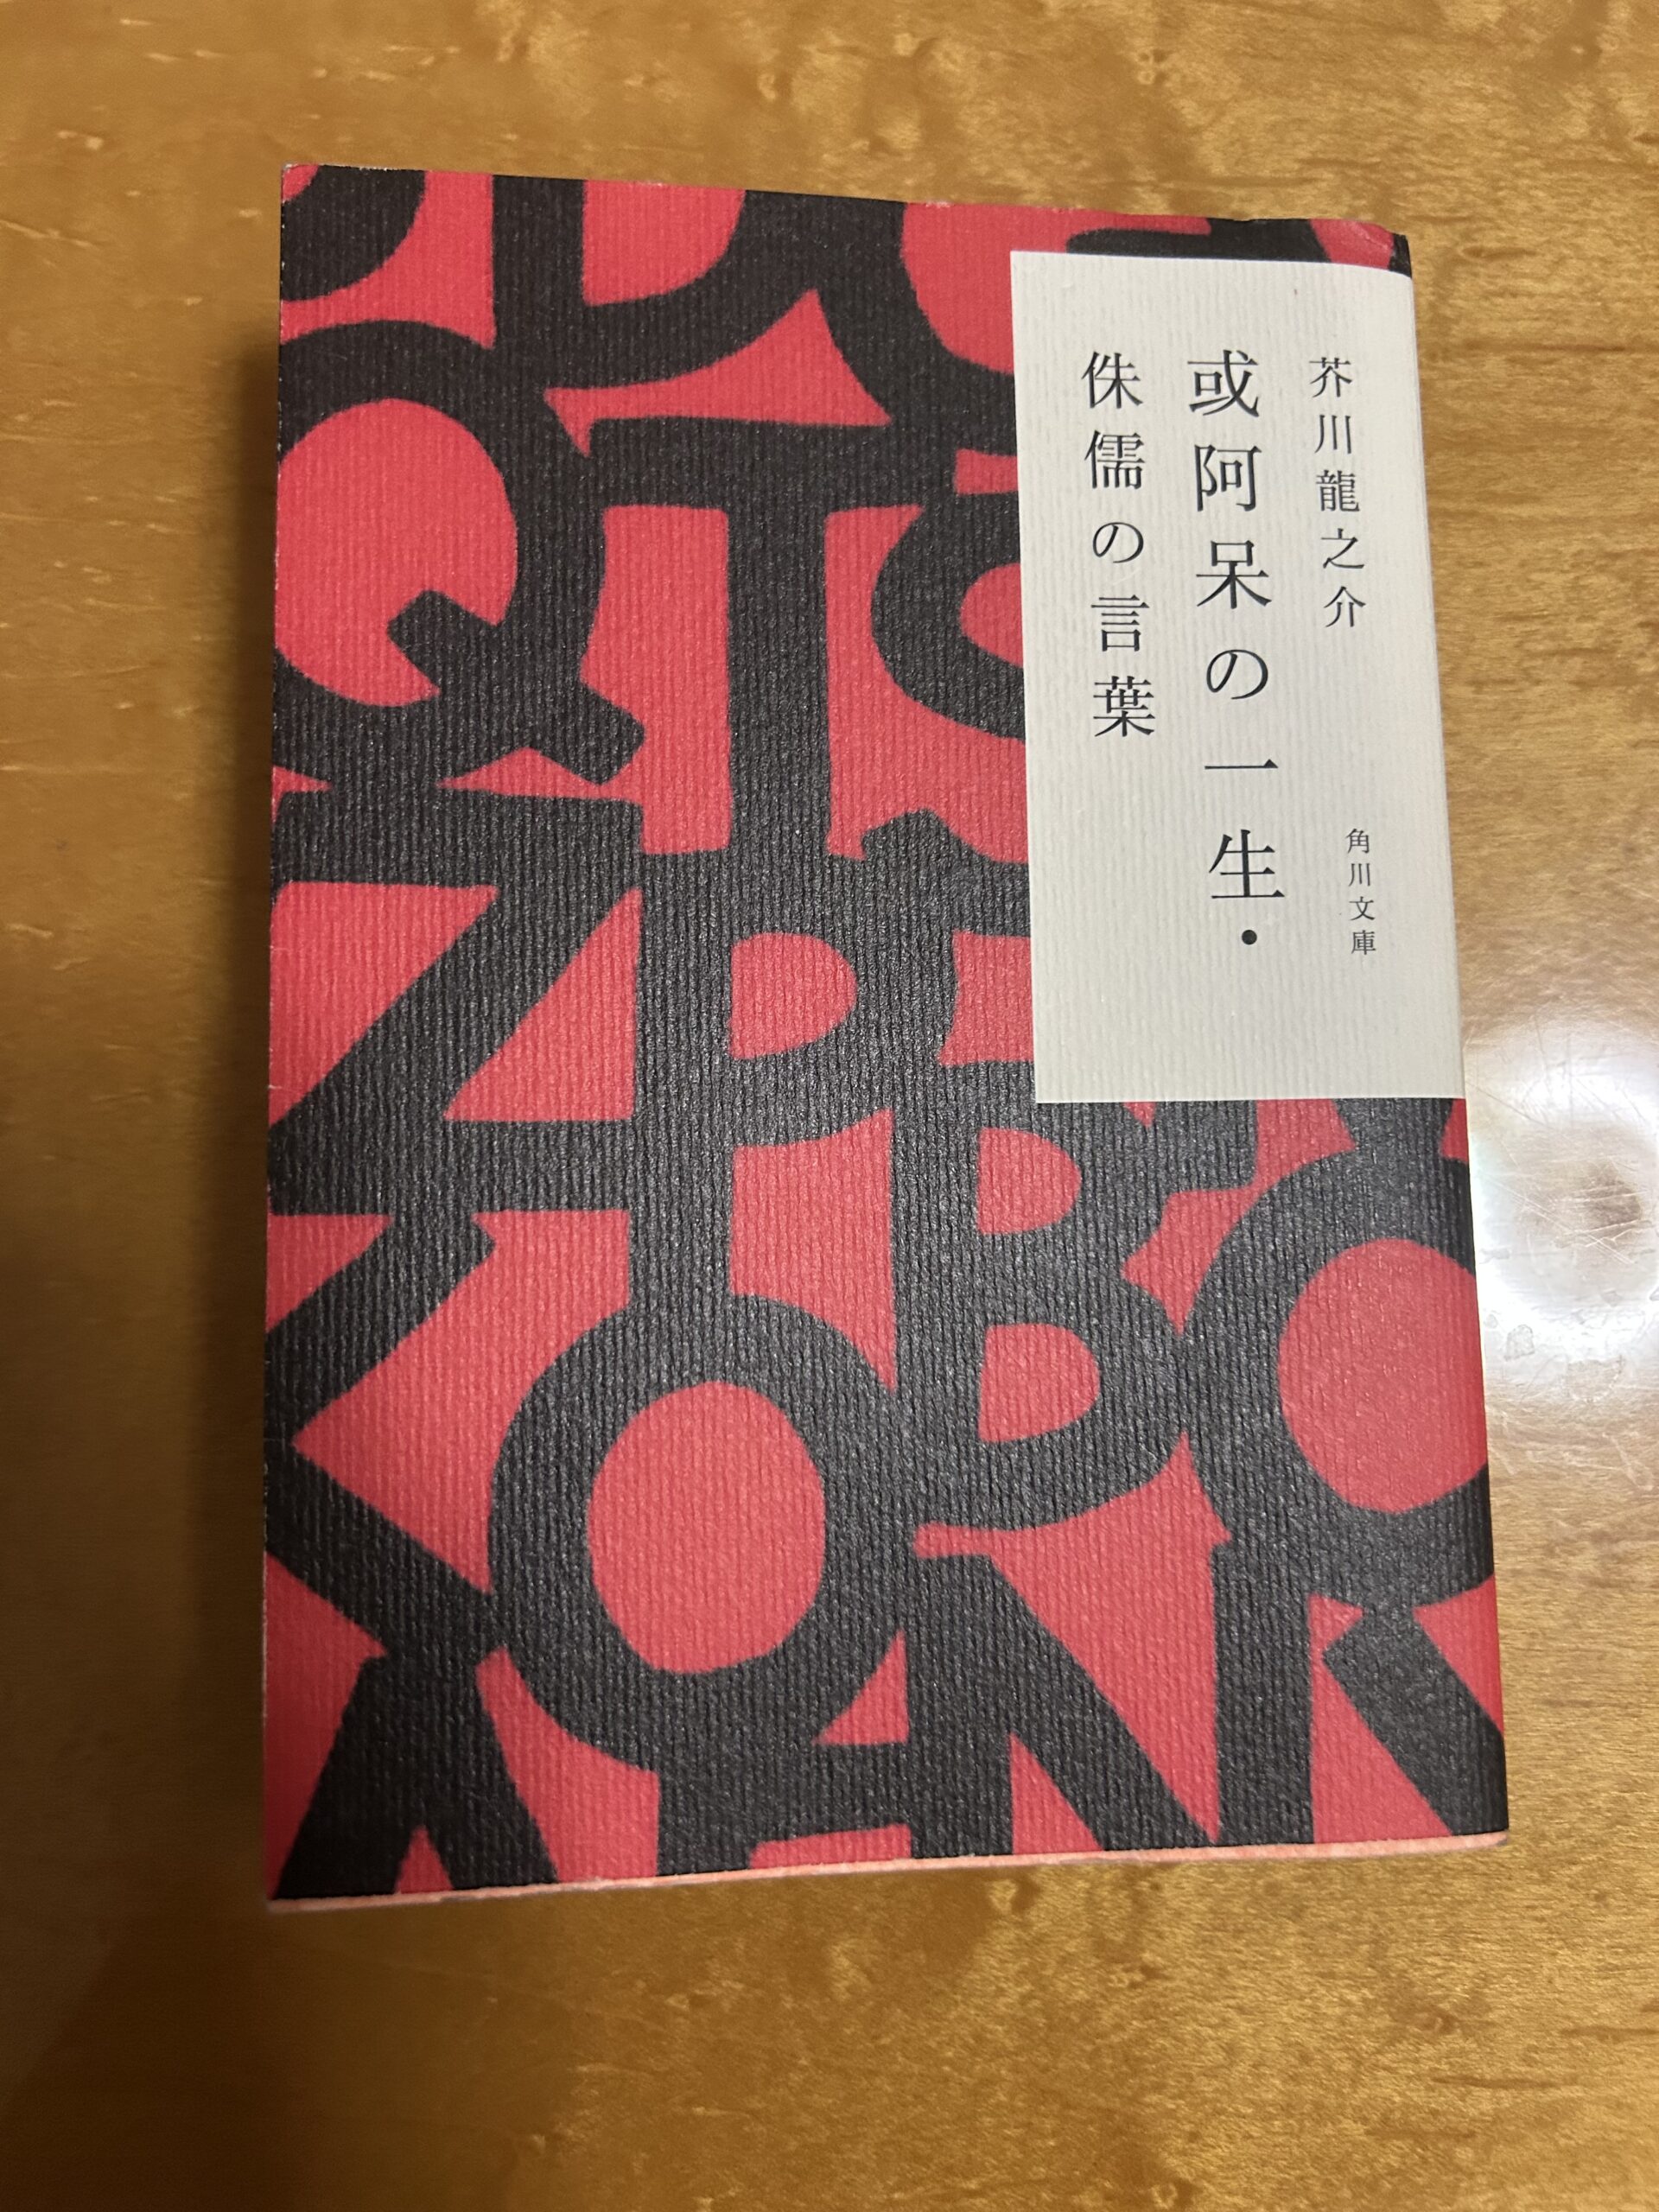 芥川龍之介
或阿呆の一生・
侏儒の言葉
角川文庫